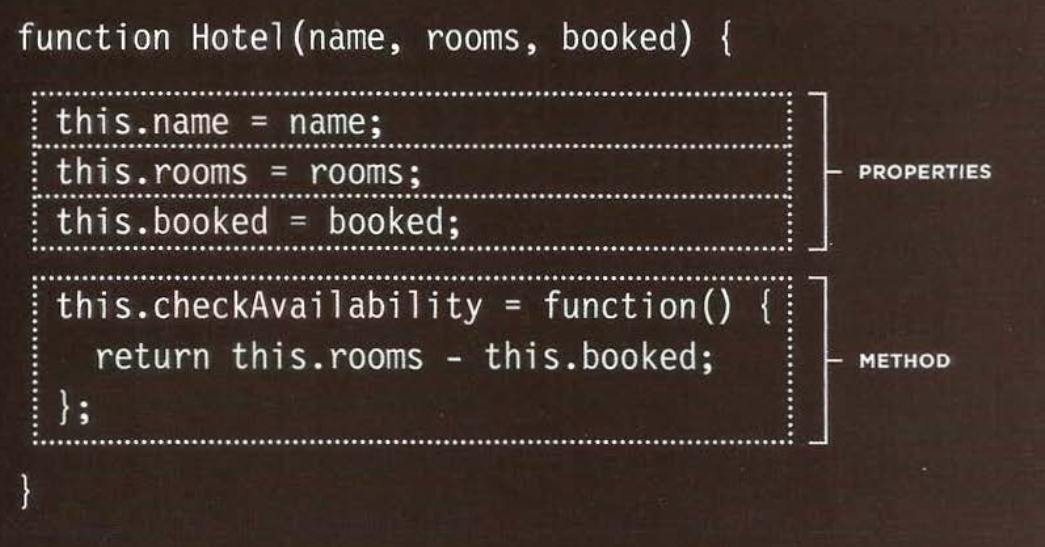 function Hotel(name, rooms, booked) {
this.name = name;
this.rooms = rooms;
this.booked = booked;
PROPERTIES
this.checkAvailability = function() {
return this.rooms - this.booked;
};
METHOD
}